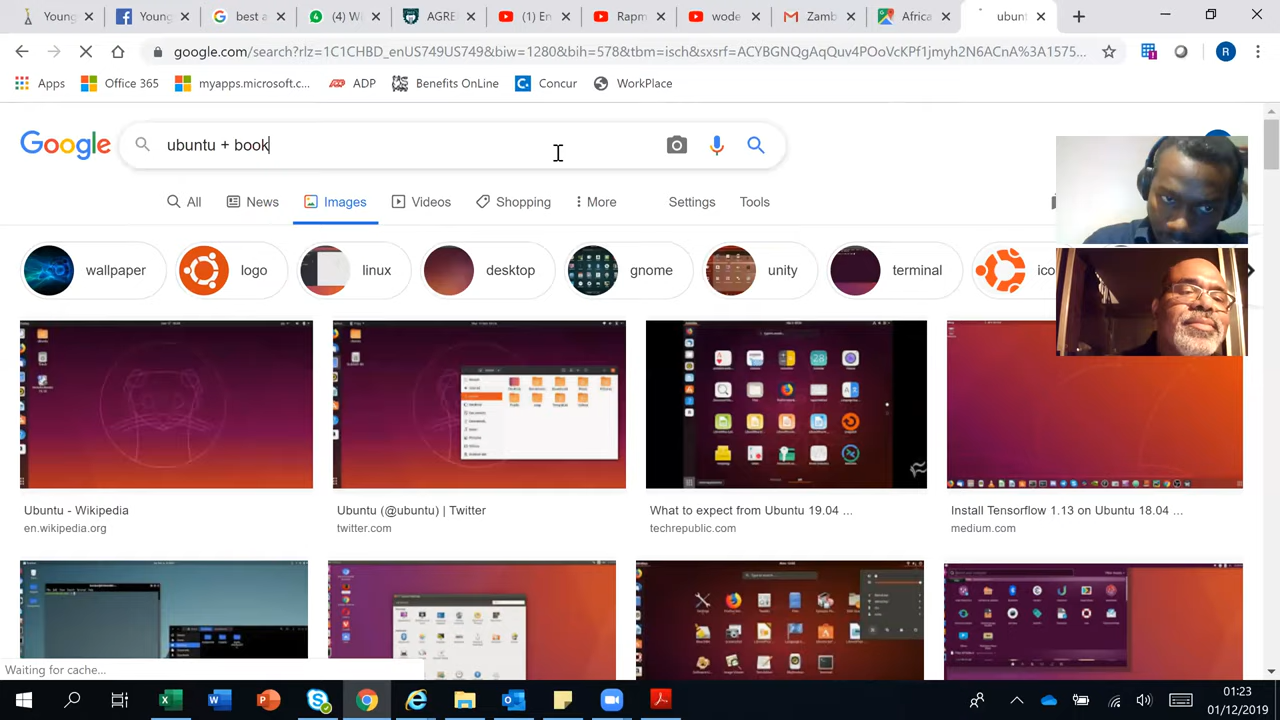 Young
best
(4) Wi
AGREE
(1) En
Rapm
wode
Zamb
Africa
ubunt
google.com/search?rlz=1C1CHBD_enUS749US749&biw=1280&bih=578&tbm=isch&sxsrf=ACYBGNQgAqQuv4POoVcKPf1jmyh2N6ACnA%3A1575...
R
Apps
Office 365
myapps.microsoft.c...
ADP
Benefits OnLine
Concur
WorkPlace
Google
ubuntu + book
All
News
Images
Videos
Shopping
More
Settings
Tools
wallpaper
logo
linux
desktop
gnome
unity
terminal
ico
Ubuntu - Wikipedia
en.wikipedia.org
Ubuntu (@ubuntu) | Twitter
twitter.com
What to expect from Ubuntu 19.04 ...
techrepublic.com
Install Tensorflow 1.13 on Ubuntu 18.04 ...
medium.com
Waiting for cache...
01:23
01/12/2019